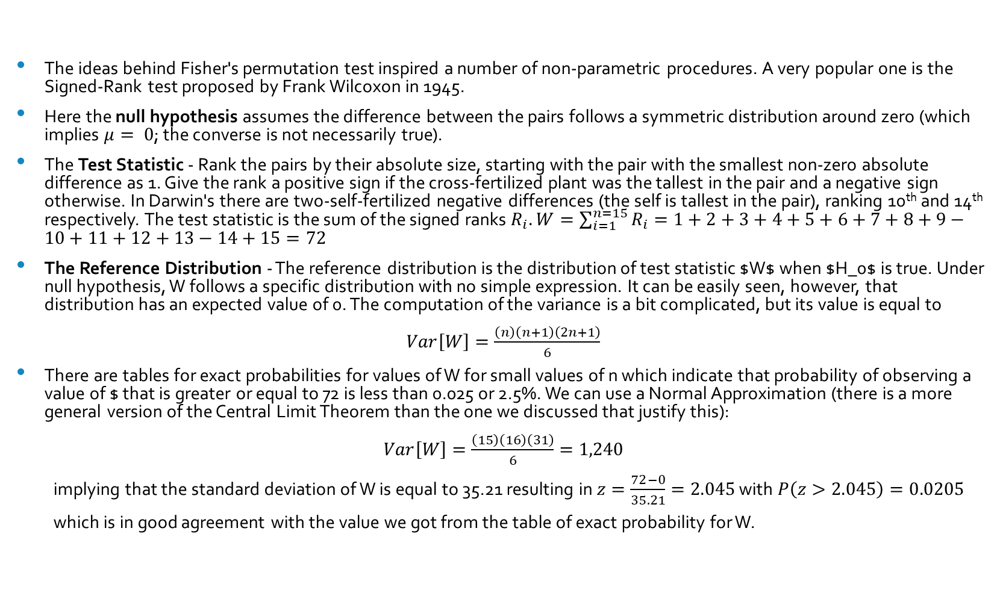 • The ideas behind Fisher's permutation test inspired a number of non-parametric procedures. A very popular one is the
Signed-Rank test proposed by Frank Wilcoxon in 1945.
• Here the null hypothesis assumes the difference between the pairs follows a symmetric distribution around zero (which
implies μ = 0; the converse is not necessarily true).
• The Test Statistic - Rank the pairs by their absolute size, starting with the pair with the smallest non-zero absolute
difference as 1. Give the rank a positive sign if the cross-fertilized plant was the tallest in the pair and a negative sign
otherwise. In Darwin's there are two-self-fertilized negative differences (the self is tallest in the pair), ranking 10th and 14th
respectively. The test statistic is the sum of the signed ranks R_i. W = ∑_{i=1}^{n=15} R_i = 1 + 2 + 3 + 4 + 5 + 6 + 7 + 8 + 9 −
10 + 11 + 12 + 13 − 14 + 15 = 72
• The Reference Distribution - The reference distribution is the distribution of test statistic $W$ when $H_0$ is true. Under
null hypothesis, W follows a specific distribution with no simple expression. It can be easily seen, however, that
distribution has an expected value of 0. The computation of the variance is a bit complicated, but its value is equal to
Var[W] = (n)(n+1)(2n+1)/6
• There are tables for exact probabilities for values of W for small values of n which indicate that probability of observing a
value of $ that is greater or equal to 72 is less than 0.025 or 2.5%. We can use a Normal Approximation (there is a more
general version of the Central Limit Theorem than the one we discussed that justify this):
Var[W] = (15)(16)(31)/6 = 1,240
implying that the standard deviation of W is equal to 35.21 resulting in z = (72−0)/35.21 = 2.045 with P(z > 2.045) = 0.0205
which is in good agreement with the value we got from the table of exact probability for W.